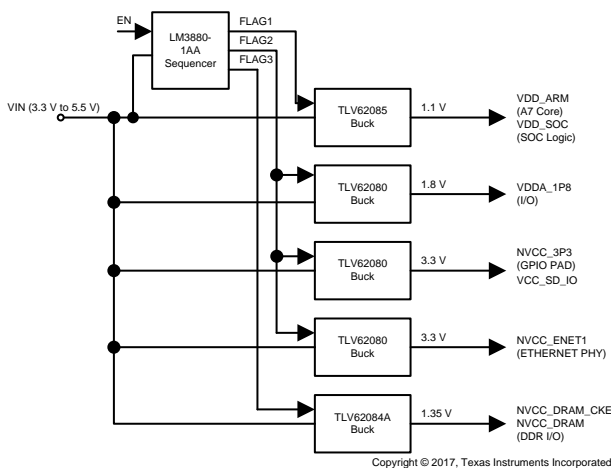 EN
LM3880-
1AA
Sequencer
FLAG1
FLAG2
FLAG3
VIN (3.3 V to 5.5 V)
TLV62085
Buck
1.1 V
VDD_ARM
(A7 Core)
VDD_SOC
(SOC Logic)
TLV62080
Buck
1.8 V
VDDA_1P8
(I/O)
TLV62080
Buck
3.3 V
NVCC_3P3
(GPIO PAD)
VCC_SD_IO
TLV62080
Buck
3.3 V
NVCC_ENET1
(ETHERNET PHY)
TLV62084A
Buck
1.35 V
NVCC_DRAM_CKE
NVCC_DRAM
(DDR I/O)
Copyright © 2017, Texas Instruments Incorporated